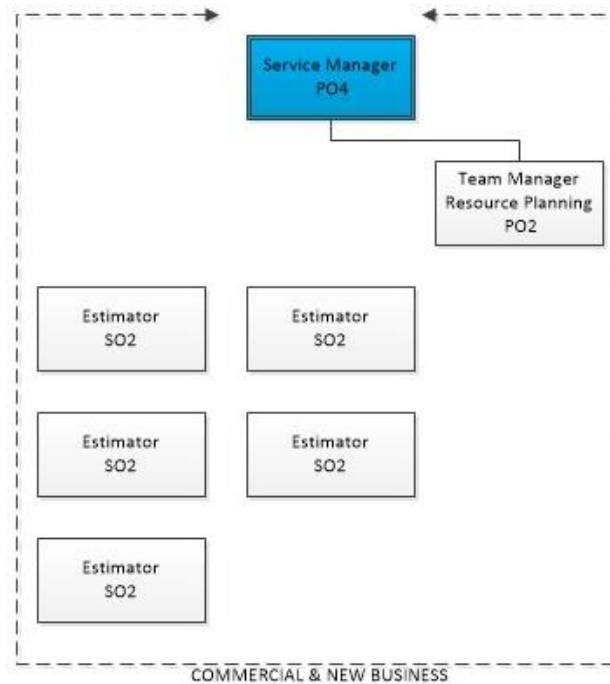 Service Manager
PO4
Team Manager
Resource Planning
PO2
Estimator
SO2
Estimator
SO2
Estimator
SO2
Estimator
SO2
Estimator
SO2
COMMERCIAL & NEW BUSINESS